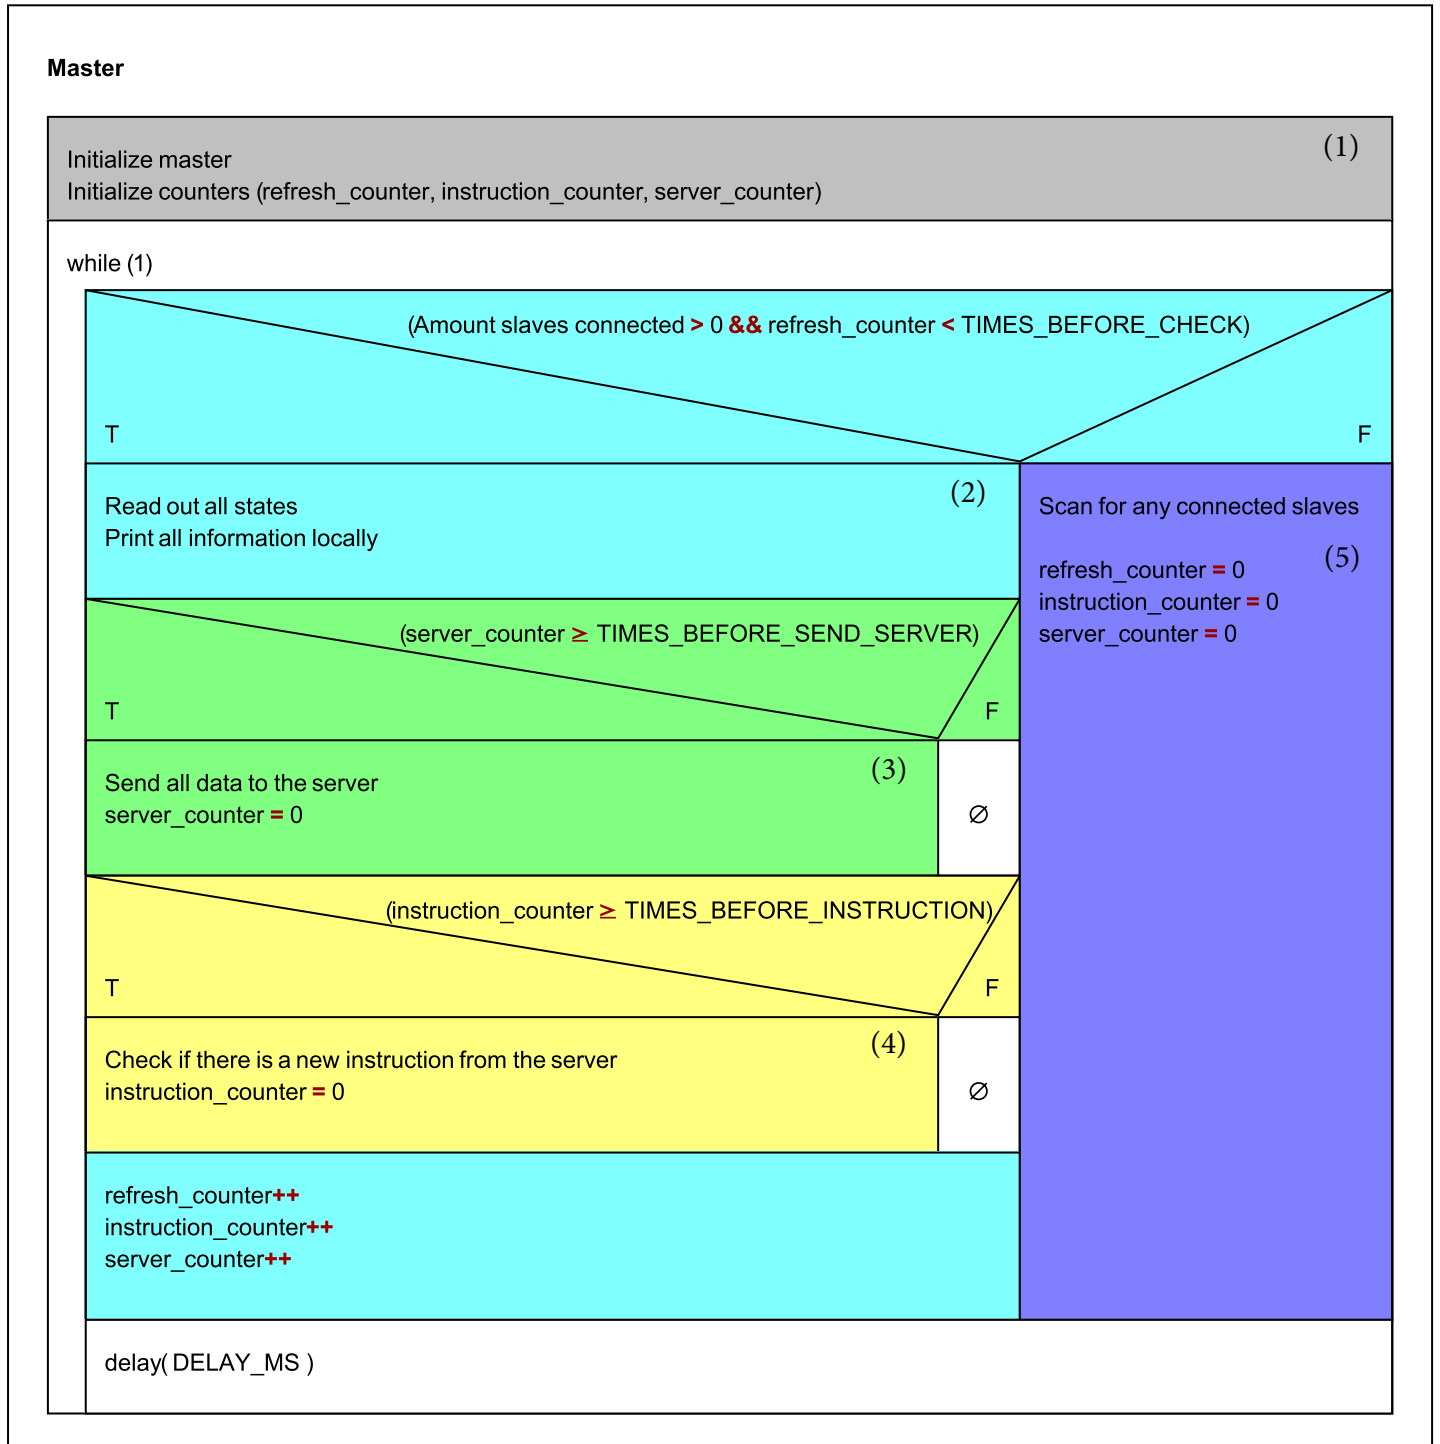 Master
(1)
Initialize master
Initialize counters (refresh_counter, instruction_counter, server_counter)
while (1)
(Amount slaves connected > 0 && refresh_counter < TIMES_BEFORE_CHECK)
T
F
(2)
Read out all states
Print all information locally
Scan for any connected slaves
(5)
refresh_counter = 0
instruction_counter = 0
server_counter = 0
(server_counter ≥ TIMES_BEFORE_SEND_SERVER)
T
F
(3)
Send all data to the server
server_counter = 0
∅
(instruction_counter ≥ TIMES_BEFORE_INSTRUCTION)
T
F
(4)
Check if there is a new instruction from the server
instruction_counter = 0
∅
refresh_counter++
instruction_counter++
server_counter++
delay( DELAY_MS )